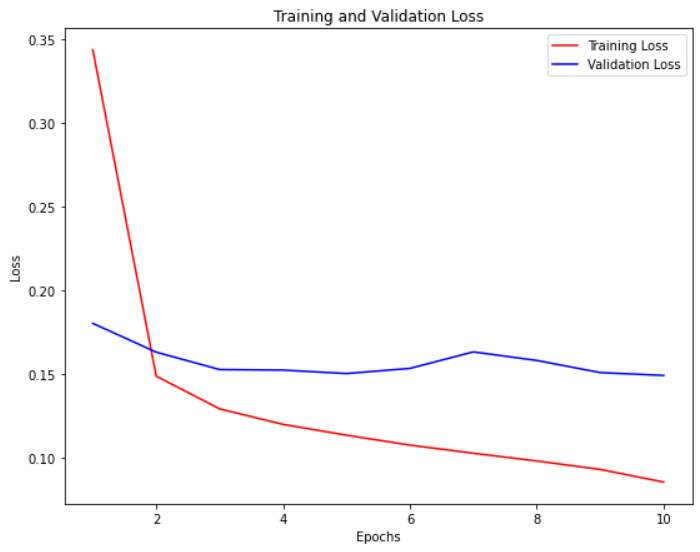 Training and Validation Loss
Training Loss
Validation Loss
0.35
0.30
0.25
0.20
0.15
0.10
Loss
2
4
6
8
10
Epochs